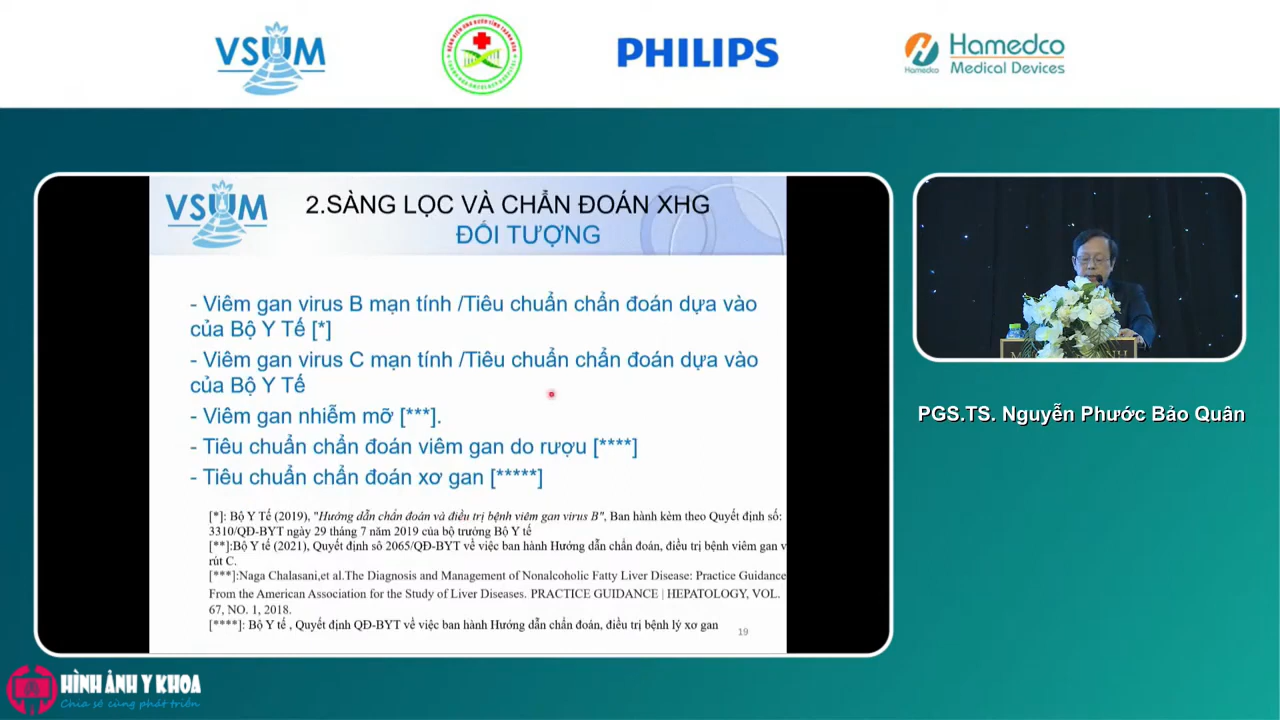 VSUM
PHILIPS
Hamedco
Hamedco
Medical Devices
VSUM
2.SÀNG LỌC VÀ CHẨN ĐOÁN XHG
ĐỐI TƯỢNG
- Viêm gan virus B mạn tính /Tiêu chuẩn chẩn đoán dựa vào
của Bộ Y Tế [*]
- Viêm gan virus C mạn tính /Tiêu chuẩn chẩn đoán dựa vào
của Bộ Y Tế
- Viêm gan nhiễm mỡ [***].
- Tiêu chuẩn chẩn đoán viêm gan do rượu [****]
- Tiêu chuẩn chẩn đoán xơ gan [*****]
[*]: Bộ Y Tế (2019), "Hướng dẫn chẩn đoán và điều trị bệnh viêm gan virus B", Ban hành kèm theo Quyết định số:
3310/QĐ-BYT ngày 29 tháng 7 năm 2019 của bộ trưởng Bộ Y tế
[**]:Bộ Y tế (2021), Quyết định số 2065/QĐ-BYT về việc ban hành Hướng dẫn chẩn đoán, điều trị bệnh viêm gan v
rút C.
[***]:Naga Chalasani,et al.The Diagnosis and Management of Nonalcoholic Fatty Liver Disease: Practice Guidance
From the American Association for the Study of Liver Diseases. PRACTICE GUIDANCE | HEPATOLOGY, VOL.
67, NO. 1, 2018.
[****]: Bộ Y tế , Quyết định QĐ-BYT về việc ban hành Hướng dẫn chẩn đoán, điều trị bệnh lý xơ gan
19
PGS.TS. Nguyễn Phước Bảo Quân
HÌNH ẢNH Y KHOA
Chia sẻ cùng phát triển